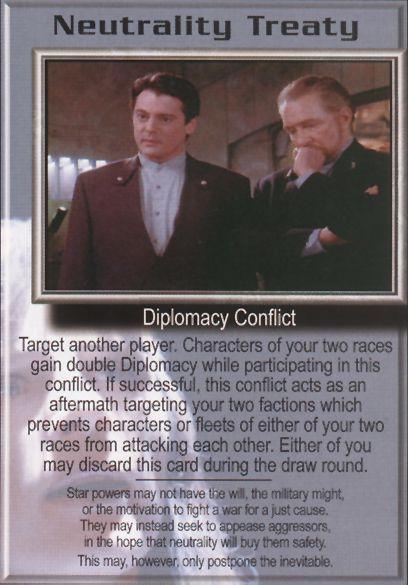 Neutrality Treaty
Diplomacy Conflict
Target another player. Characters of your two races
gain double Diplomacy while participating in this
conflict. If successful, this conflict acts as an
aftermath targeting your two factions which
prevents characters or fleets of either of your two
races from attacking each other. Either of you
may discard this card during the draw round.
Star powers may not have the will, the military might,
or the motivation to fight a war for a just cause.
They may instead seek to appease aggressors,
in the hope that neutrality will buy them safety.
This may, however, only postpone the inevitable.